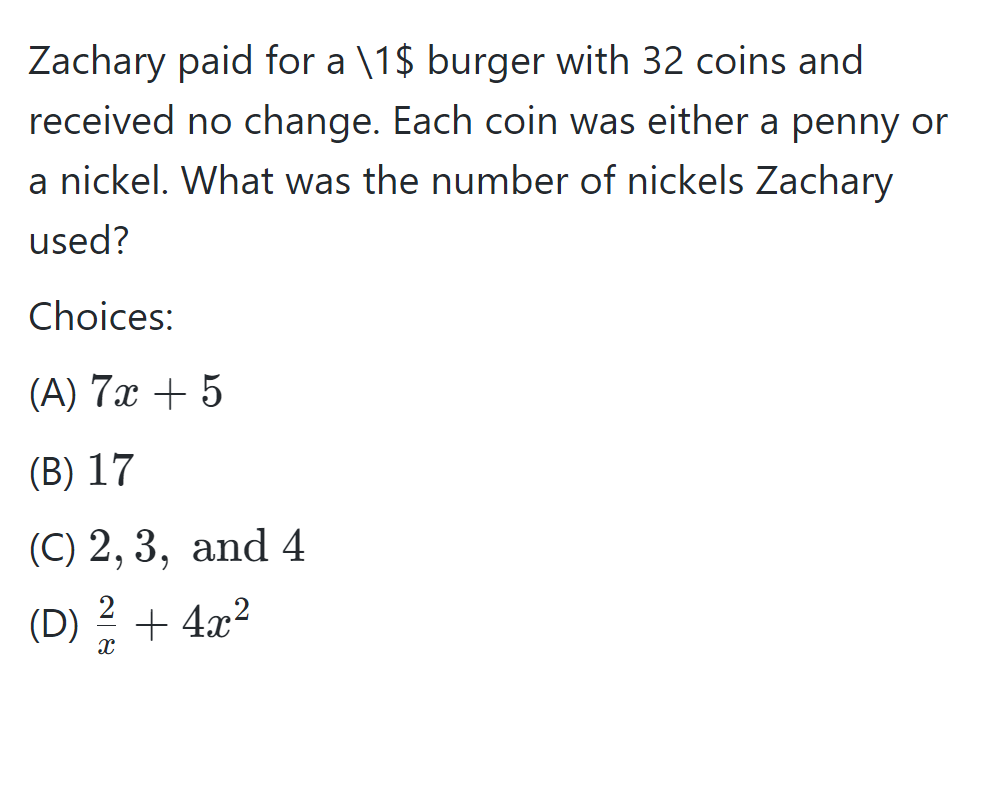 Zachary paid for a \1$ burger with 32 coins and
received no change. Each coin was either a penny or
a nickel. What was the number of nickels Zachary
used?
Choices:
(A) 7x + 5
(B) 17
(C) 2, 3, and 4
(D) \frac{2}{x} + 4x^2